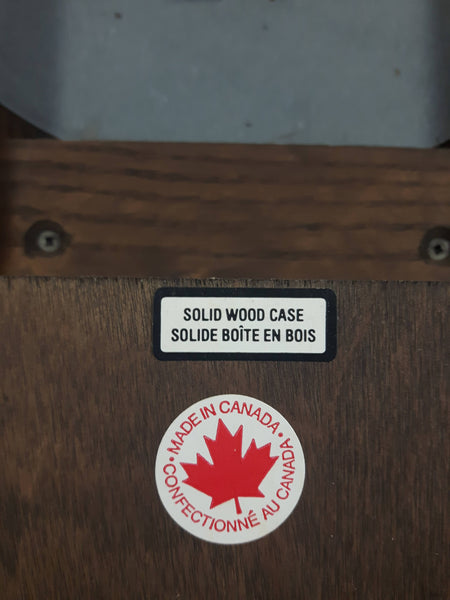 SOLID WOOD CASE
SOLIDE BOÎTE EN BOIS
• MADE IN CANADA •
CONFECTIONNÉ AU CANADA